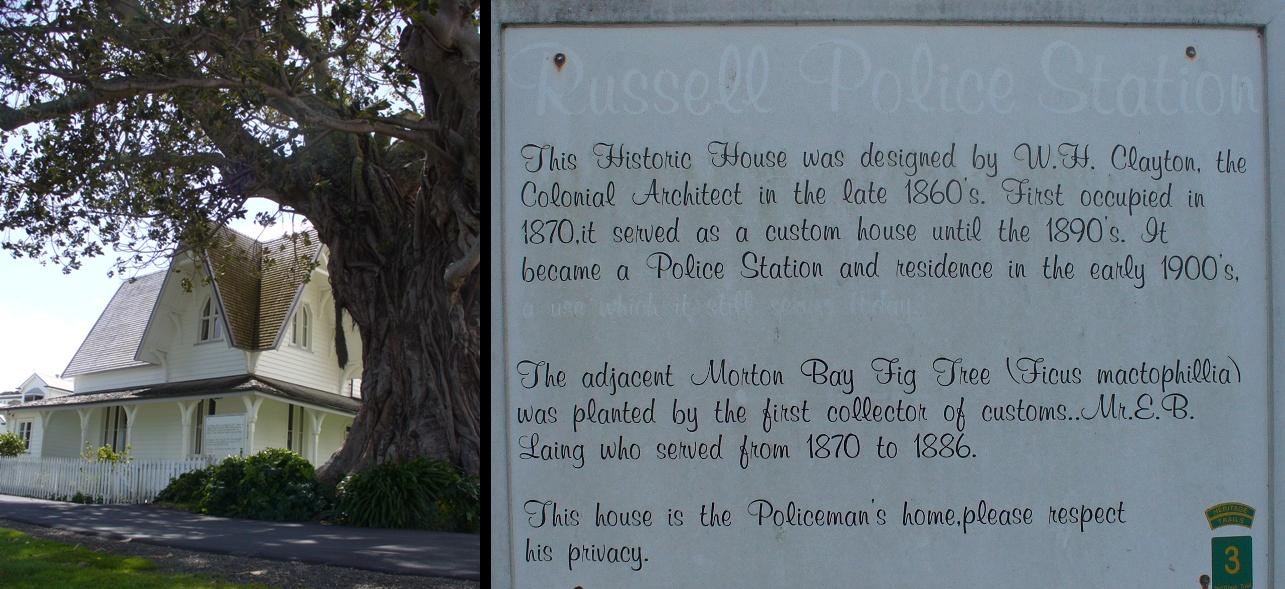 Russell Police Station
This Historic House was designed by W.H. Clayton, the
Colonial Architect in the late 1860's. First occupied in
1870,it served as a custom house until the 1890's. It
became a Police Station and residence in the early 1900's,
a use which it still serves today
The adjacent Morton Bay Fig Tree (Ficus mactophillia)
was planted by the first collector of customs..Mr.E.B.
Laing who served from 1870 to 1886.
This house is the Policeman's home,please respect
his privacy.
HERITAGE
TRAILS
3